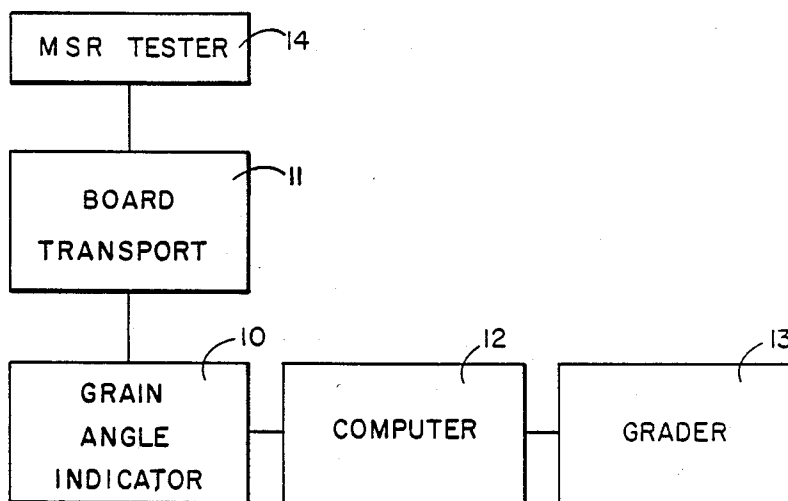 MSR TESTER
14
BOARD
TRANSPORT
11
10
GRAIN
ANGLE
INDICATOR
12
COMPUTER
13
GRADER